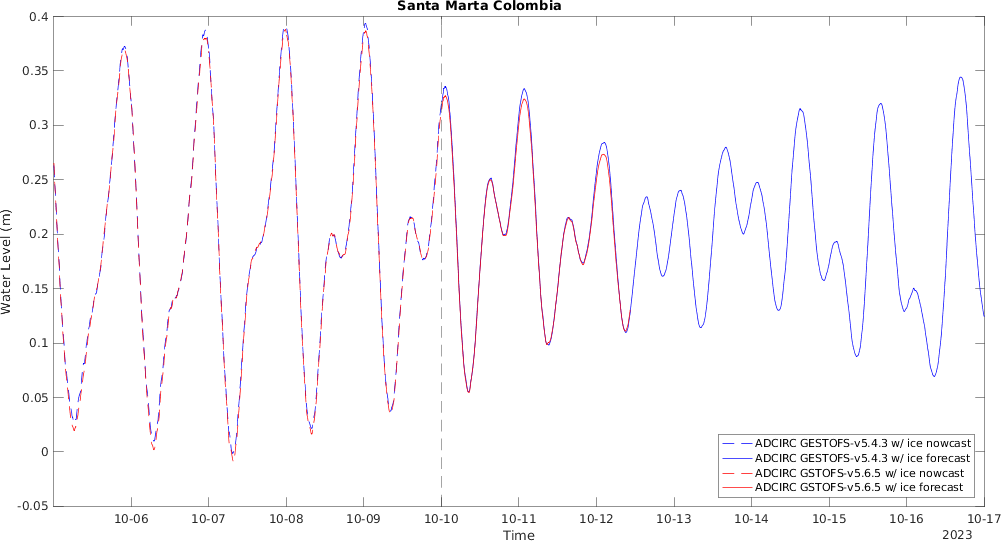 Santa Marta Colombia
0.4
0.35
0.3
0.25
0.2
0.15
0.1
0.05
0
-0.05
Water Level (m)
ADCIRC GESTOFS-v5.4.3 w/ ice nowcast
ADCIRC GESTOFS-v5.4.3 w/ ice forecast
ADCIRC GSTOFS-v5.6.5 w/ ice nowcast
ADCIRC GSTOFS-v5.6.5 w/ ice forecast
10-06 10-07 10-08 10-09 10-10 10-11 10-12 10-13 10-14 10-15 10-16 10-17
Time
2023